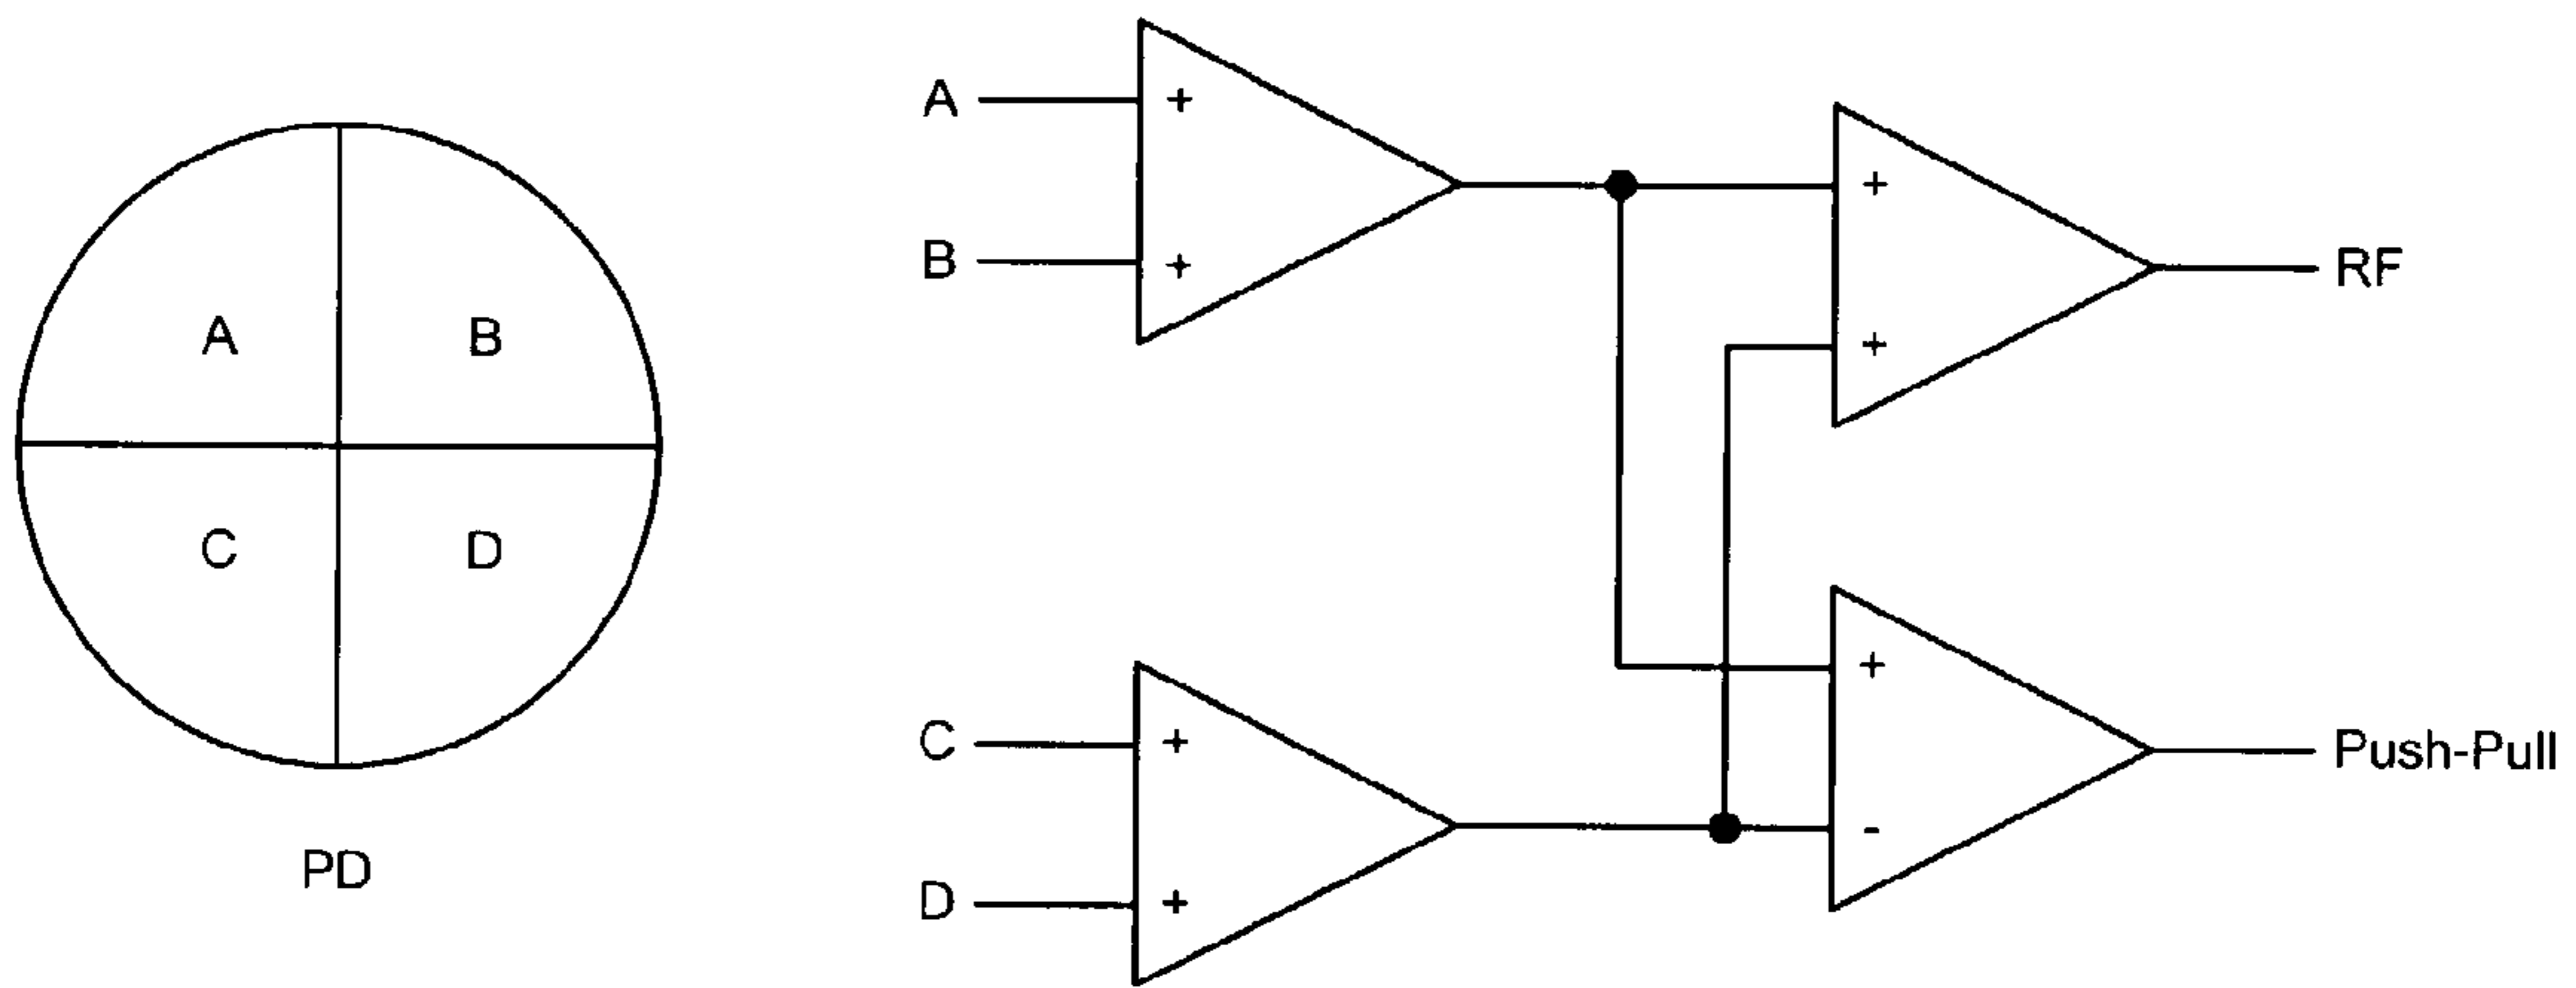 A B
C D
PD
A +
B +
+ RF
+
C +
D +
+
- Push-Pull